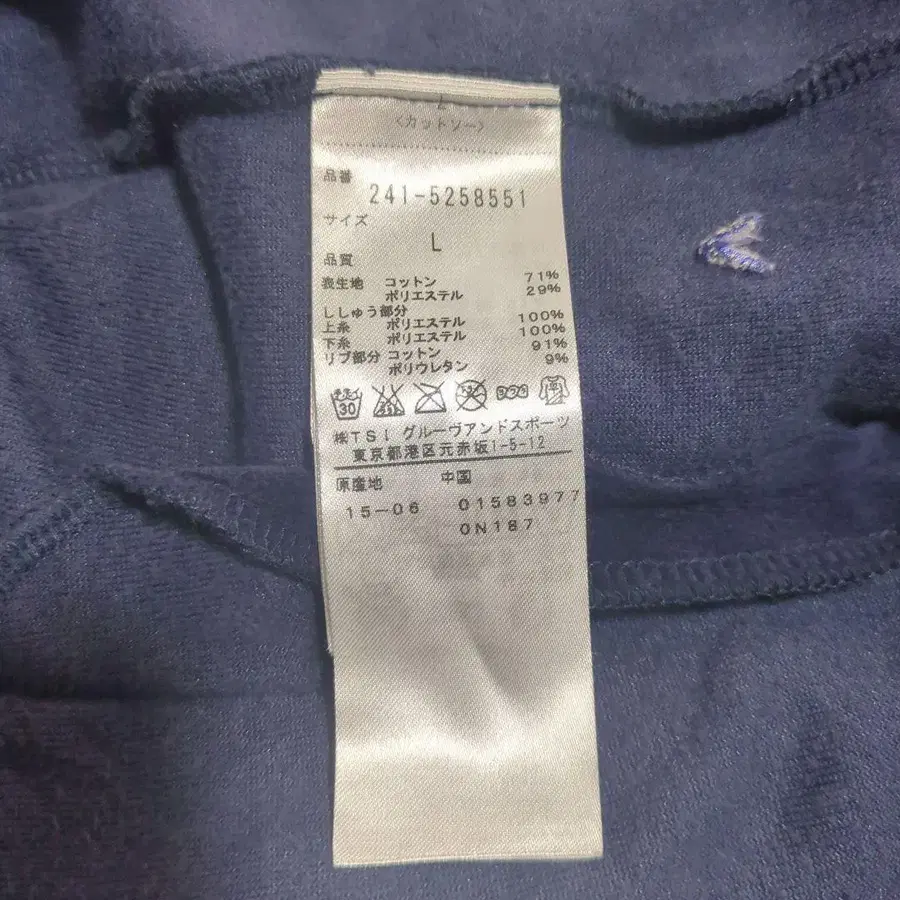 〈カットソー〉
品番
241-5258551
サイズ
L
品質
表生地 コットン 71%
ポリエステル 29%
ししゅう部分
上糸 ポリエステル 100%
下糸 ポリエステル 100%
リブ部分 コットン 91%
ポリウレタン 9%
30
㈱TSI グルーヴアンドスポーツ
東京都港区元赤坂1-5-12
原産地 中国
15-06 01583977
0N187